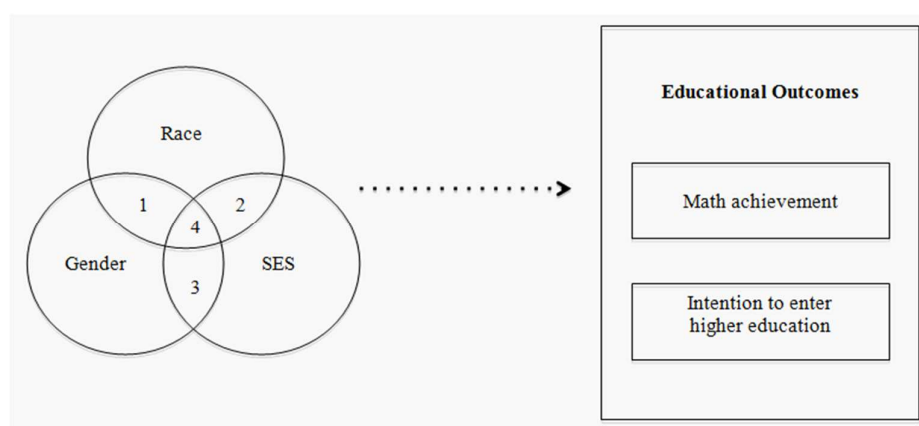 Race
1
2
4
Gender
SES
3
Educational Outcomes
Math achievement
Intention to enter
higher education